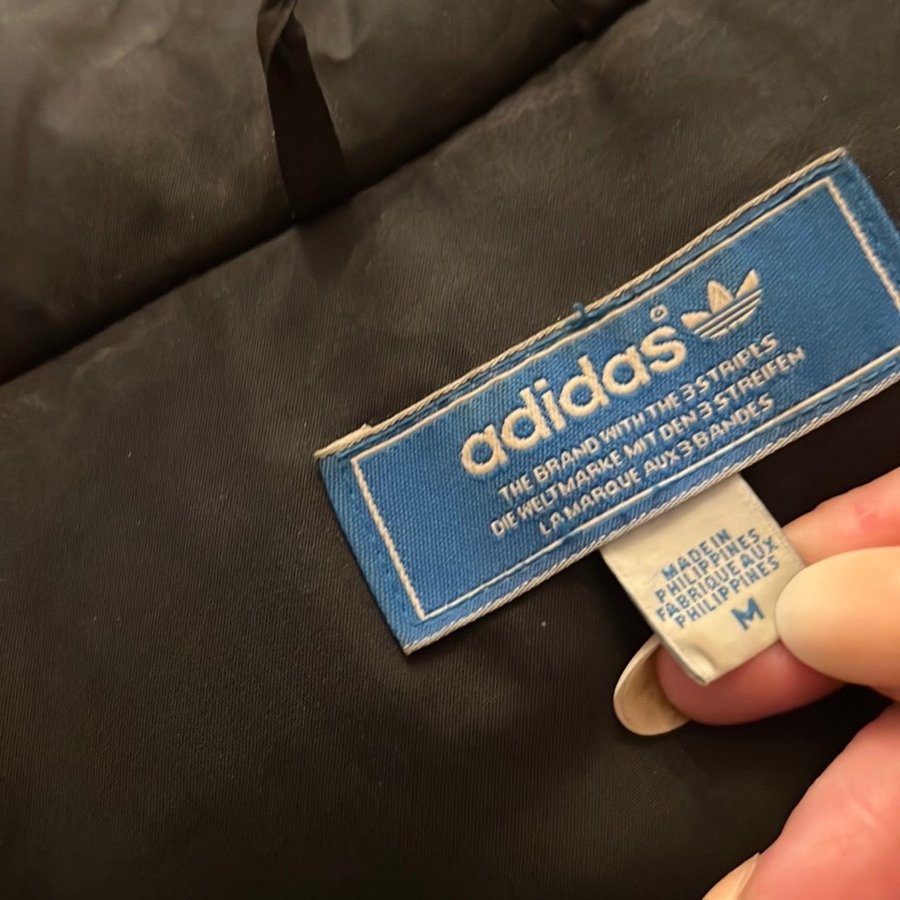 adidas
THE BRAND WITH THE 3 STRIPES
DIE WELTMARKE MIT DEN 3 STREIFEN
LA MARQUE AUX 3 BANDES
MADE IN
PHILIPPINES
FABRIQUE AUX
PHILIPPINES
M